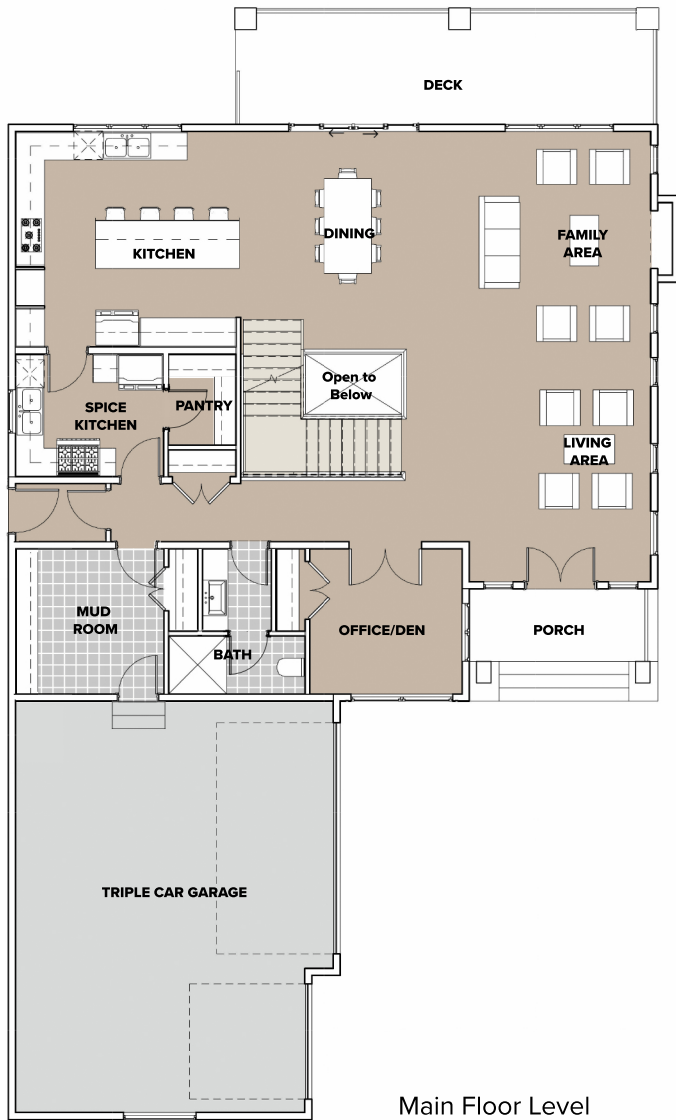 DECK
DINING
FAMILY
AREA
KITCHEN
Open to
Below
SPICE
KITCHEN
PANTRY
LIVING
AREA
MUD
ROOM
BATH
OFFICE/DEN
PORCH
TRIPLE CAR GARAGE
Main Floor Level